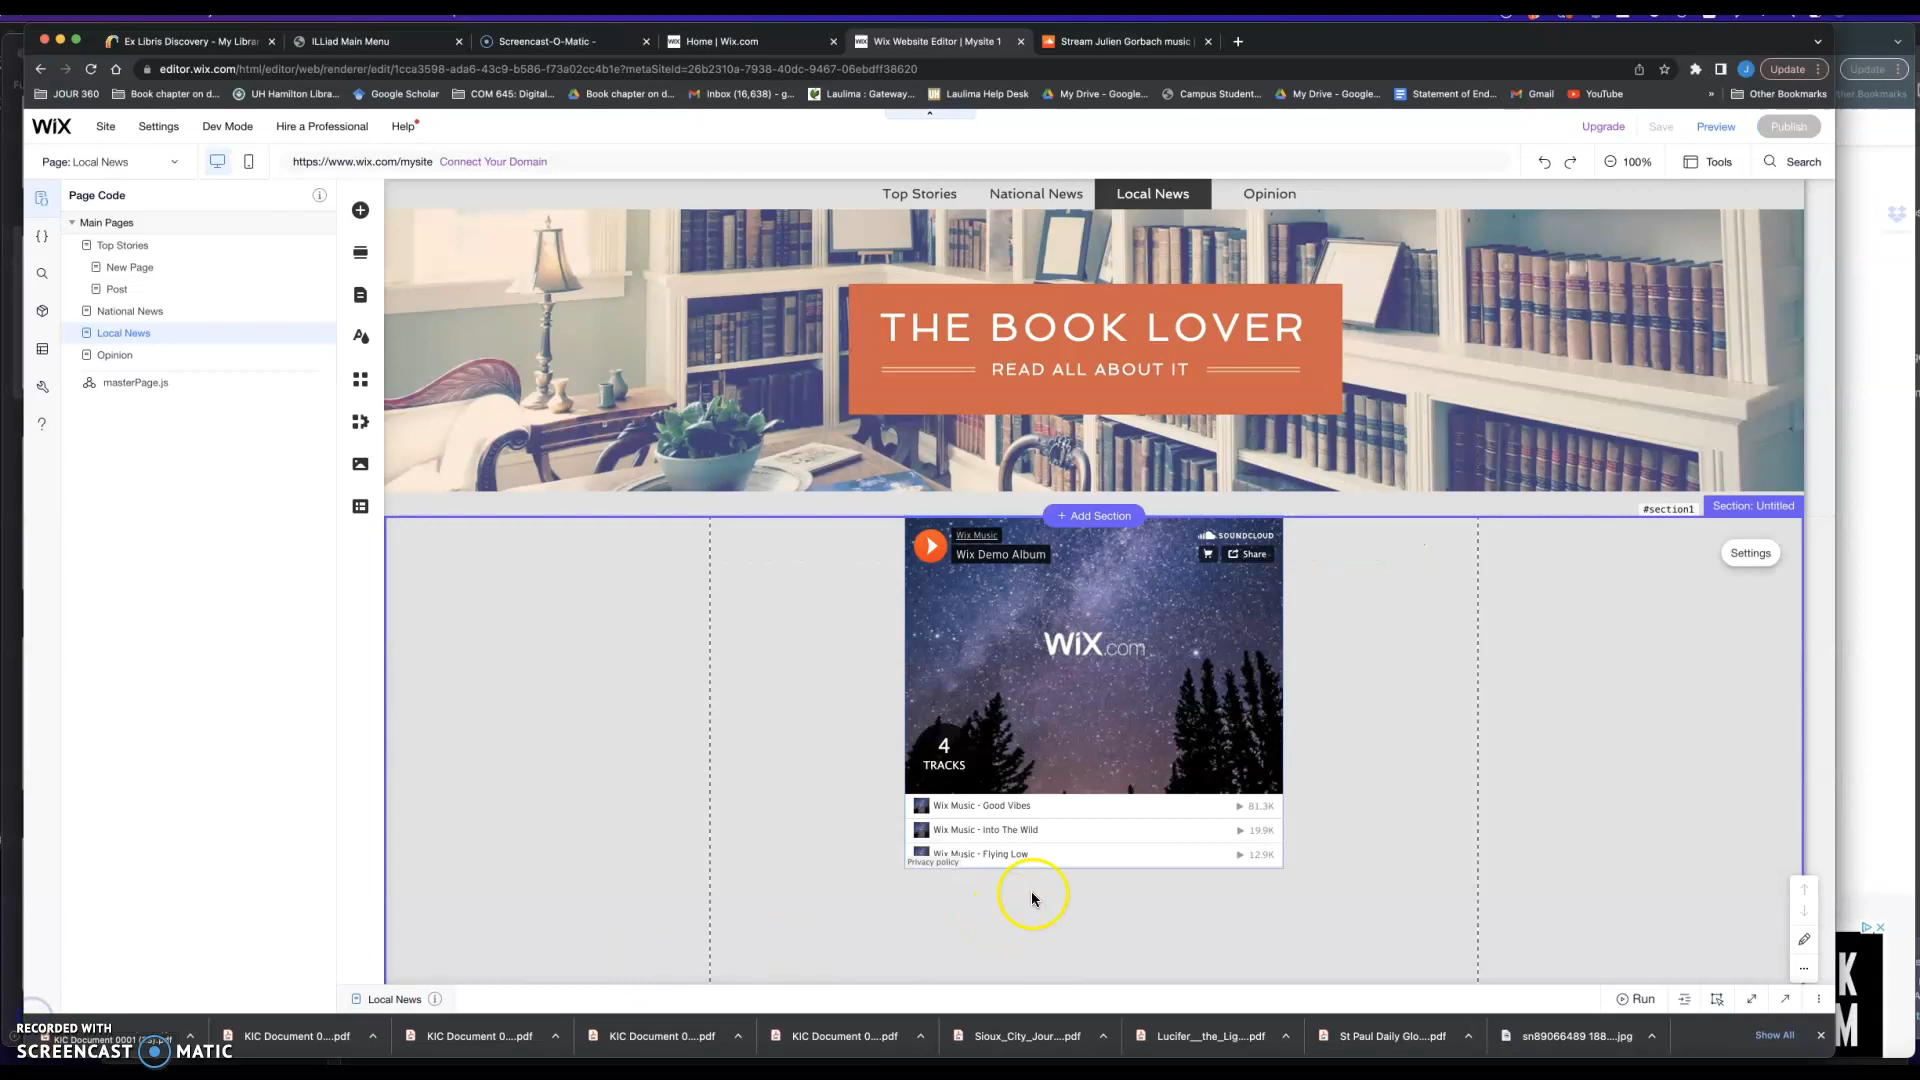 Ex Libris Discovery - My Librar
ILLiad Main Menu
Screencast-O-Matic -
WiX Home | Wix.com
WiX Wix Website Editor | Mysite 1
Stream Julien Gorbach music
editor.wix.com/html/editor/web/renderer/edit/1cca3598-ada6-43c9-b586-f73a02cc4b1e?metaSiteId=26b2310a-7938-40dc-9467-06ebdff38620
J
Update
Update
JOUR 360
Book chapter on d...
UH Hamilton Libra...
Google Scholar
COM 645: Digital...
Book chapter on d...
Inbox (16,638) - g...
Laulima : Gateway...
Laulima Help Desk
My Drive - Google...
Campus Student...
My Drive - Google...
Statement of End...
Gmail
YouTube
»
Other Bookmarks
ther Bookmarks
WiX Site Settings Dev Mode Hire a Professional Help
Upgrade Save Preview Publish
Page: Local News
https://www.wix.com/mysite Connect Your Domain
100% Tools Search
Page Code
Main Pages
Top Stories
New Page
Post
National News
Local News
Opinion
masterPage.js
Top Stories National News Local News Opinion
THE BOOK LOVER
READ ALL ABOUT IT
+ Add Section
#section1
Section: Untitled
Settings
Wix Music
Wix Demo Album
SOUNDCLOUD
Share
WiX.com
4
TRACKS
Wix Music - Good Vibes 81.3K
Wix Music - Into The Wild 19.9K
Wix Music - Flying Low 12.9K
Privacy policy
Local News
Run
RECORDED WITH
SCREENCAST MATIC
KIC Document 0....pdf
KIC Document 0....pdf
KIC Document 0....pdf
KIC Document 0....pdf
Sioux_City_Jour....pdf
Lucifer__the_Lig....pdf
St Paul Daily Glo....pdf
sn89066489 188....jpg
Show All
K
M